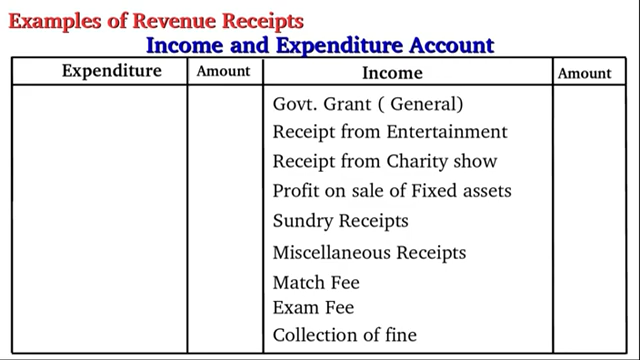 Examples of Revenue Receipts
Income and Expenditure Account
Expenditure Amount Income Amount
Govt. Grant ( General)
Receipt from Entertainment
Receipt from Charity show
Profit on sale of Fixed assets
Sundry Receipts
Miscellaneous Receipts
Match Fee
Exam Fee
Collection of fine